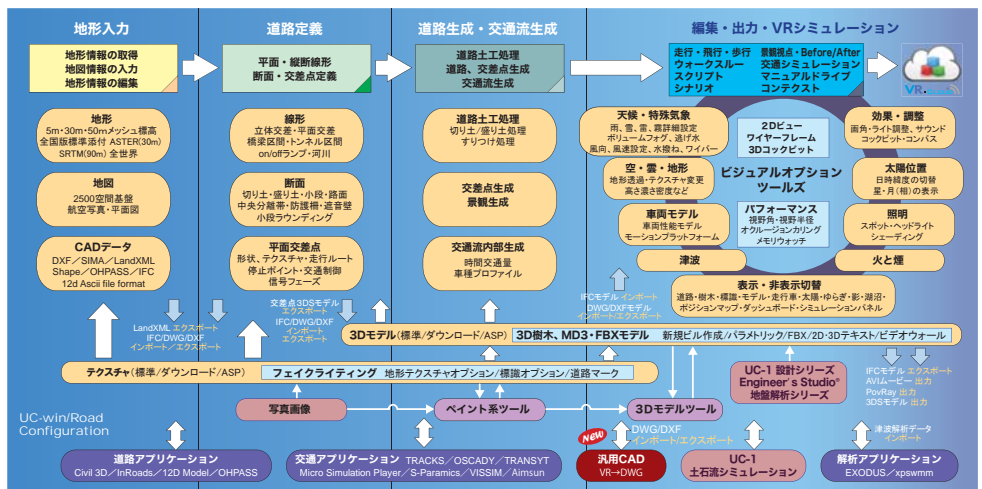 地形入力
道路定義
道路生成・交通流生成
編集・出力・VRシミュレーション
地形情報の取得
地図情報の入力
地形情報の編集
平面・縦断線形
断面・交差点定義
道路土工処理
道路、交差点生成
交通流生成
走行・飛行・歩行
ウォークスルー
スクリプト
シナリオ
景観視点・Before/After
交通シミュレーション
マニュアルドライブ
コンテクスト
地形
5m・30m・50mメッシュ標高
全国版標準添付 ASTER(30m)
SRTM(90m) 全世界
地図
2500空間基盤
航空写真・平面図
CADデータ
DXF／SIMA／LandXML
Shape／OHPASS／IFC
12d Ascii file format
線形
立体交差・平面交差
橋梁区間・トンネル区間
on/offランプ・河川
断面
切り土・盛り土・小段・路面
中央分離帯・防護柵・遮音壁
小段ラウンディング
平面交差点
形状、テクスチャ・走行ルート
停止ポイント・交通制御
信号フェーズ
道路土工処理
切り土／盛り土処理
すりつけ処理
交差点生成
景観生成
交通流内部生成
時間交通量
車種プロファイル
天候・特殊気象
雨、雪、雷、霧詳細設定
ボリュームフォグ、逃げ水
風向、風速設定、水撥ね、ワイパー
空・雲・地形
地形透過・テクスチャ変更
高さ濃さ密度など
車両モデル
車両性能モデル
モーションプラットフォーム
津波
2Dビュー
ワイヤーフレーム
3Dコックピット
ビジュアルオプション
ツールズ
パフォーマンス
視野角・視野半径
オクルージョンカリング
メモリウォッチ
効果・調整
画角・ライト調整、サウンド
コックピット・コンパス
太陽位置
日時緯度の切替
星・月(相)の表示
照明
スポット・ヘッドライト
シェーディング
火と煙
表示・非表示切替
道路・樹木・標識・モデル・走行車・太陽・ゆらぎ・影・湖沼・
ポジションマップ・ダッシュボード・シミュレーションパネル
LandXML エクスポート
IFC/DWG/DXF
インポート／エクスポート
交差点3DSモデル
エクスポート
IFC/DWG/DXF
インポート
エクスポート
IFCモデル インポート
DWG/DXFモデル
インポート/エクスポート
3Dモデル(標準/ダウンロード/ASP)
3D樹木、MD3・FBXモデル 新規ビル作成/パラメトリック/FBX/2D・3Dテキスト/ビデオウォール
テクスチャ(標準/ダウンロード/ASP)
フェイクライティング 地形テクスチャオプション/標識オプション/道路マーク
UC-1 設計シリーズ
Engineer's Studio®
地盤解析シリーズ
IFCモデル エクスポート
AVIムービー 出力
PovRay 出力
3DSモデル 出力
写真画像
ペイント系ツール
3Dモデルツール
UC-win/Road
Configuration
New
DWG/DXF
インポート/エクスポート
津波解析データ
インポート
道路アプリケーション
Civil 3D／InRoads／12D Model／OHPASS
交通アプリケーション TRACKS／OSCADY／TRANSYT
Micro Simulation Player／S-Paramics／VISSIM／Aimsun
汎用CAD
VR→DWG
UC-1
土石流シミュレーション
解析アプリケーション
EXODUS／xpswmm